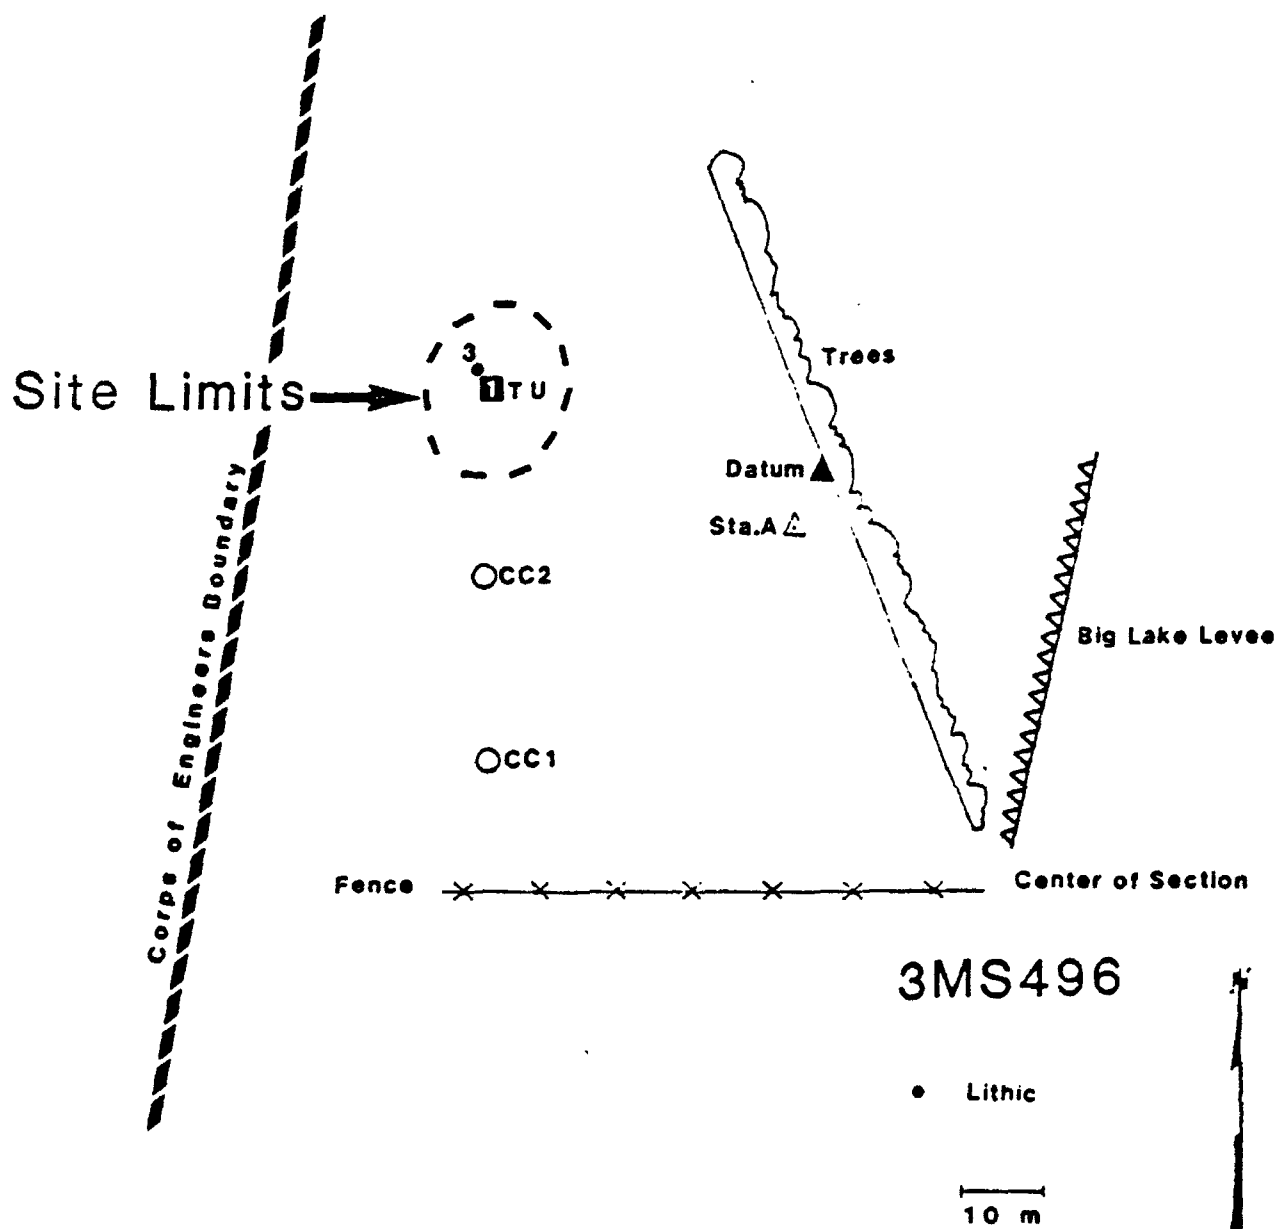 Trees
3
1 TU
Site Limits
Datum
Sta.A
Corps of Engineers Boundary
CC2
Big Lake Levee
CC1
Fence
Center of Section
3MS496
Lithic
10 m